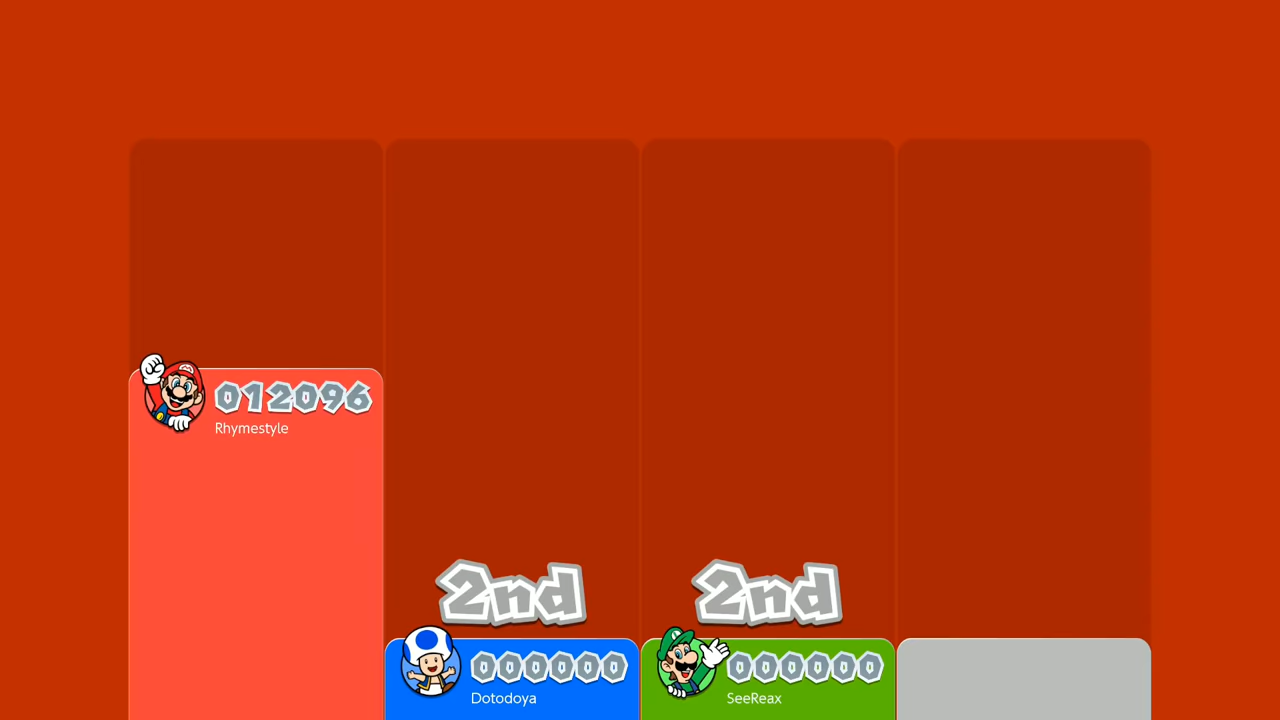 012096
Rhymestyle
2nd
000000
Dotodoya
2nd
000000
SeeReax